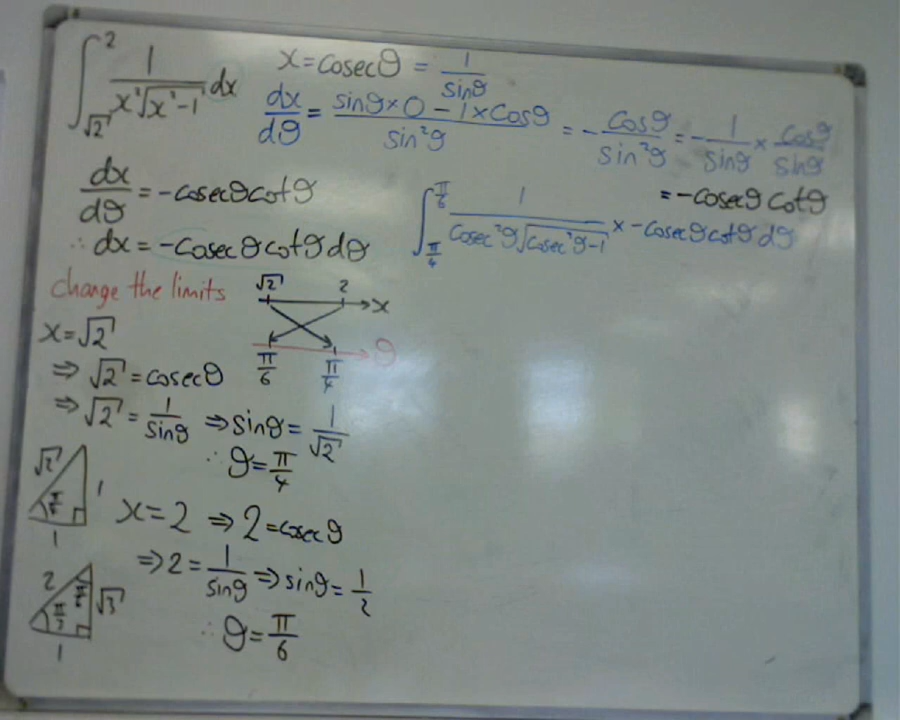 ∫_{√2}^{2} 1/(x²√(x²-1)) dx
x = cosecθ = 1/sinθ
dx/dθ = (sinθ×0 - 1×cosθ)/sin²θ = -cosθ/sin²θ = -1/sinθ × cosθ/sinθ
= -cosecθ cotθ
dx/dθ = -cosecθcotθ
∴ dx = -cosecθcotθdθ
∫_{π/4}^{π/6} 1/(cosec²θ√(cosec²θ-1)) × -cosecθcotθdθ
change the limits
√2 2 x
π/6 π/4 θ
x = √2
⇒ √2 = cosecθ
⇒ √2 = 1/sinθ ⇒ sinθ = 1/√2
∴ θ = π/4
√2 1 π/4 1
x = 2 ⇒ 2 = cosecθ
⇒ 2 = 1/sinθ ⇒ sinθ = 1/2
∴ θ = π/6
2 π/6 √3 π/3 1